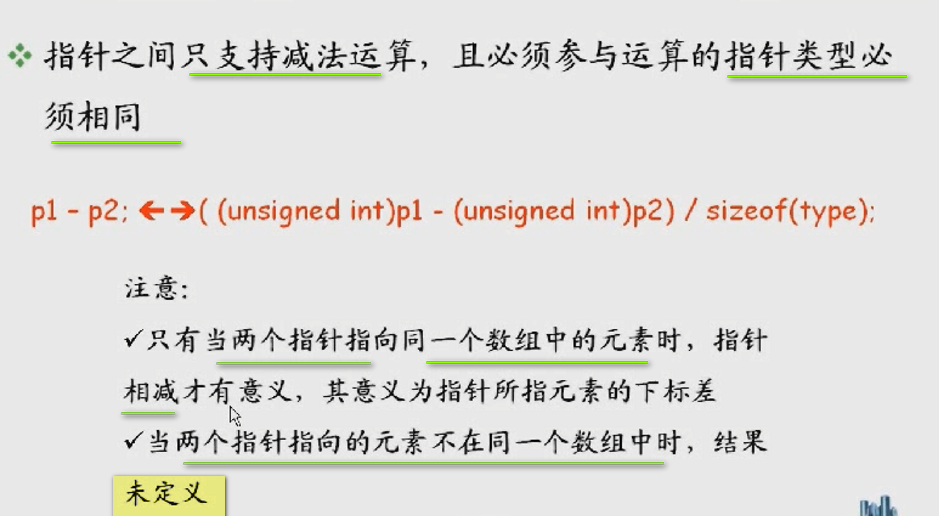 ❖ 指针之间只支持减法运算，且必须参与运算的指针类型必
须相同
p1 - p2; ←→( (unsigned int)p1 - (unsigned int)p2) / sizeof(type);
注意:
✓只有当两个指针指向同一个数组中的元素时，指针
相减才有意义，其意义为指针所指元素的下标差
✓当两个指针指向的元素不在同一个数组中时，结果
未定义